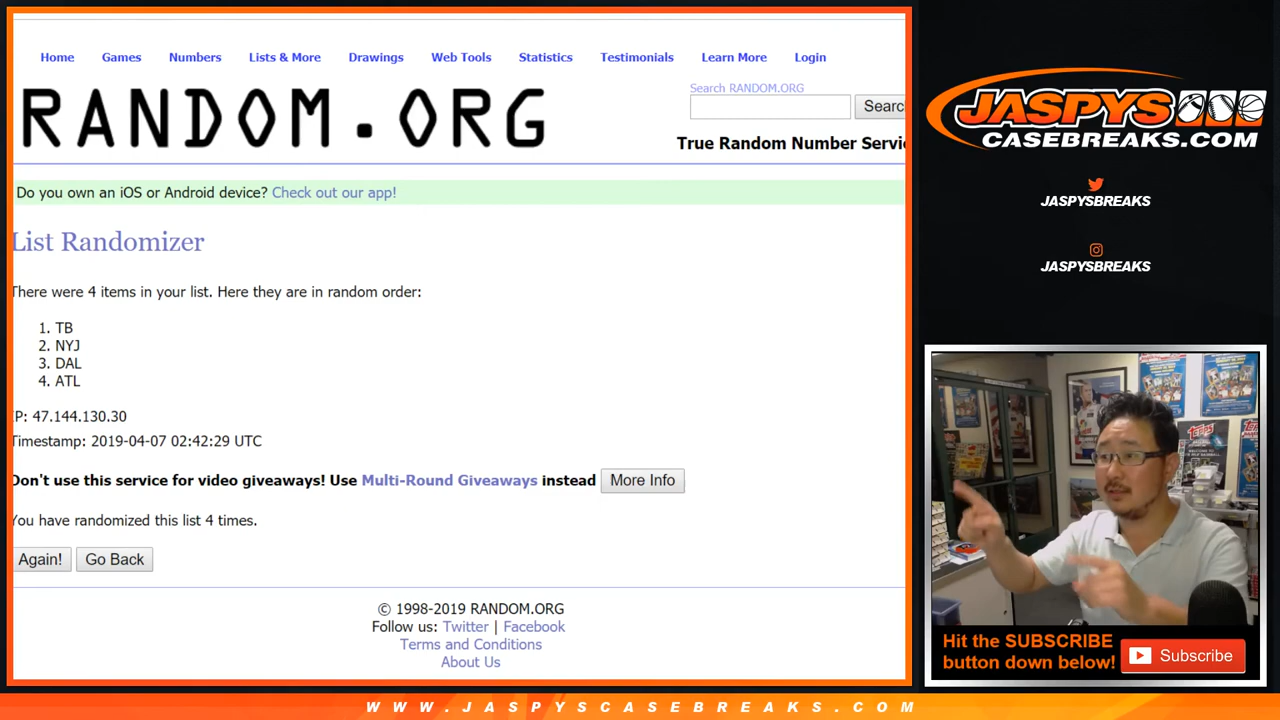 Home Games Numbers Lists & More Drawings Web Tools Statistics Testimonials Learn More Login
RANDOM.ORG
Search RANDOM.ORG
Searc
True Random Number Servi
Do you own an iOS or Android device? Check out our app!
List Randomizer
There were 4 items in your list. Here they are in random order:
1. TB
2. NYJ
3. DAL
4. ATL
IP: 47.144.130.30
Timestamp: 2019-04-07 02:42:29 UTC
Don't use this service for video giveaways! Use Multi-Round Giveaways instead More Info
You have randomized this list 4 times.
Again! Go Back
© 1998-2019 RANDOM.ORG
Follow us: Twitter | Facebook
Terms and Conditions
About Us
JASPYS
CASEBREAKS.COM
JASPYSBREAKS
JASPYSBREAKS
TOPPS
Hit the SUBSCRIBE
button down below!
Subscribe
WWW.JASPYSCASEBREAKS.COM